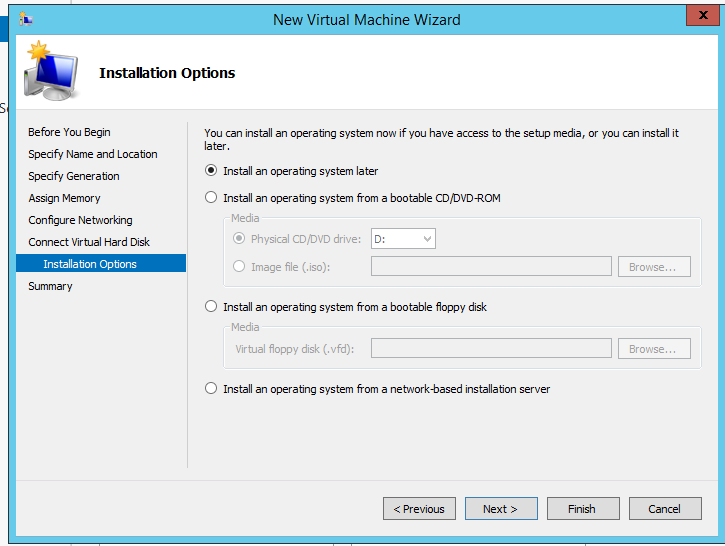 New Virtual Machine Wizard
x
Installation Options
Before You Begin
Specify Name and Location
Specify Generation
Assign Memory
Configure Networking
Connect Virtual Hard Disk
Installation Options
Summary
You can install an operating system now if you have access to the setup media, or you can install it
later.
Install an operating system later
Install an operating system from a bootable CD/DVD-ROM
Media
Physical CD/DVD drive: D:
Image file (.iso): Browse...
Install an operating system from a bootable floppy disk
Media
Virtual floppy disk (.vfd): Browse...
Install an operating system from a network-based installation server
< Previous Next > Finish Cancel